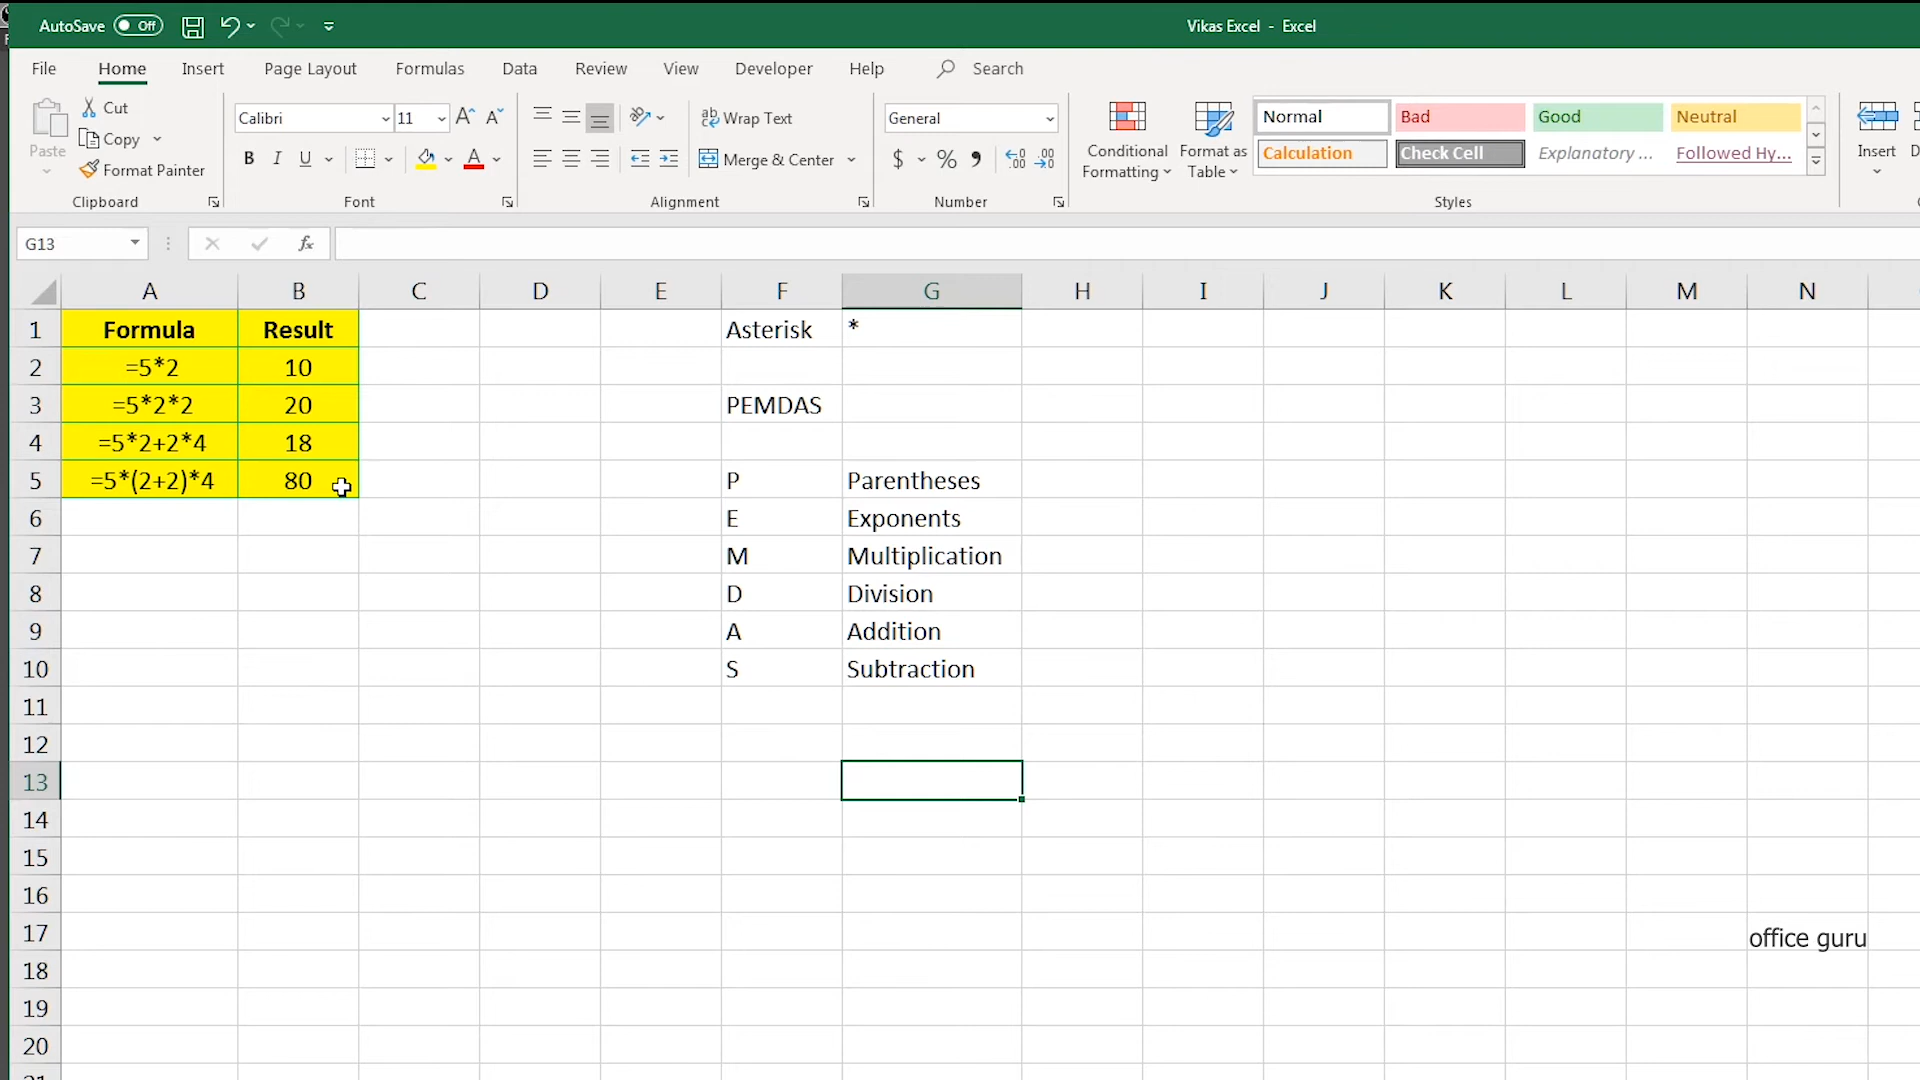 AutoSave Off
Vikas Excel - Excel
File Home Insert Page Layout Formulas Data Review View Developer Help Search
Paste
Cut
Copy
Format Painter
Clipboard
Calibri 11
B I U A
Font
ab Wrap Text
Merge & Center
Alignment
General
$ % , .00 .00
Number
Conditional Formatting
Format as Table
Normal Bad Good Neutral
Calculation Check Cell Explanatory ... Followed Hy...
Styles
Insert
G13 fx
A B C D E F G H I J K L M N
1 Formula Result Asterisk *
2 =5*2 10
3 =5*2*2 20 PEMDAS
4 =5*2+2*4 18
5 =5*(2+2)*4 80 P Parentheses
6 E Exponents
7 M Multiplication
8 D Division
9 A Addition
10 S Subtraction
11
12
13
14
15
16
17 office guru
18
19
20